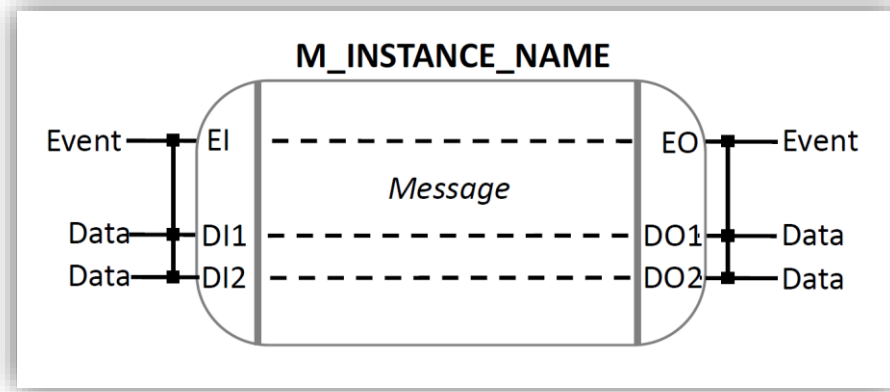 M_INSTANCE_NAME
Event EI EO Event
Message
Data DI1 DO1 Data
Data DI2 DO2 Data